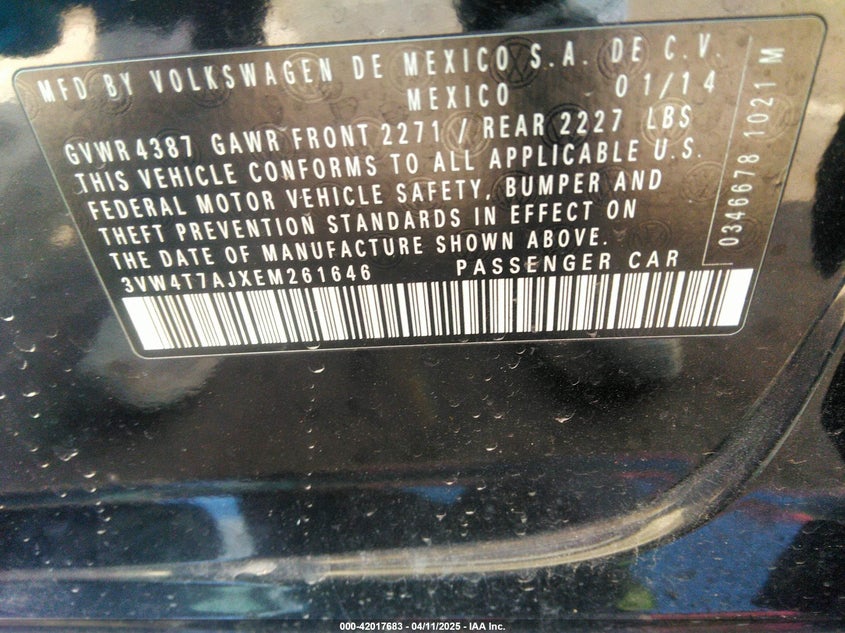 MFD BY VOLKSWAGEN DE MEXICO S.A. DE C.V.
MEXICO 01/14
GVWR 4387 GAWR FRONT 2271 / REAR 2227 LBS
THIS VEHICLE CONFORMS TO ALL APPLICABLE U.S.
FEDERAL MOTOR VEHICLE SAFETY, BUMPER AND
THEFT PREVENTION STANDARDS IN EFFECT ON
THE DATE OF MANUFACTURE SHOWN ABOVE.
3VW4T7AJXEM261646 PASSENGER CAR
0346678 1021 M
000-42017683 - 04/11/2025 - IAA Inc.